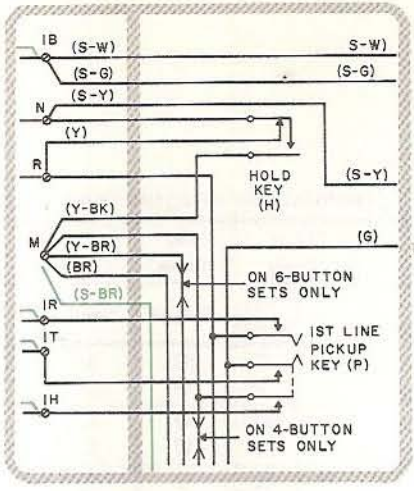 IB (S-W) S-W)
(S-G) (S-G)
(S-Y)
N
(Y)
R
HOLD
KEY
(H)
(S-Y)
(Y-BK)
(G)
M
(Y-BR)
(BR)
ON 6-BUTTON
SETS ONLY
(S-BR)
IR
IT
IST LINE
PICKUP
KEY (P)
IH
ON 4-BUTTON
SETS ONLY